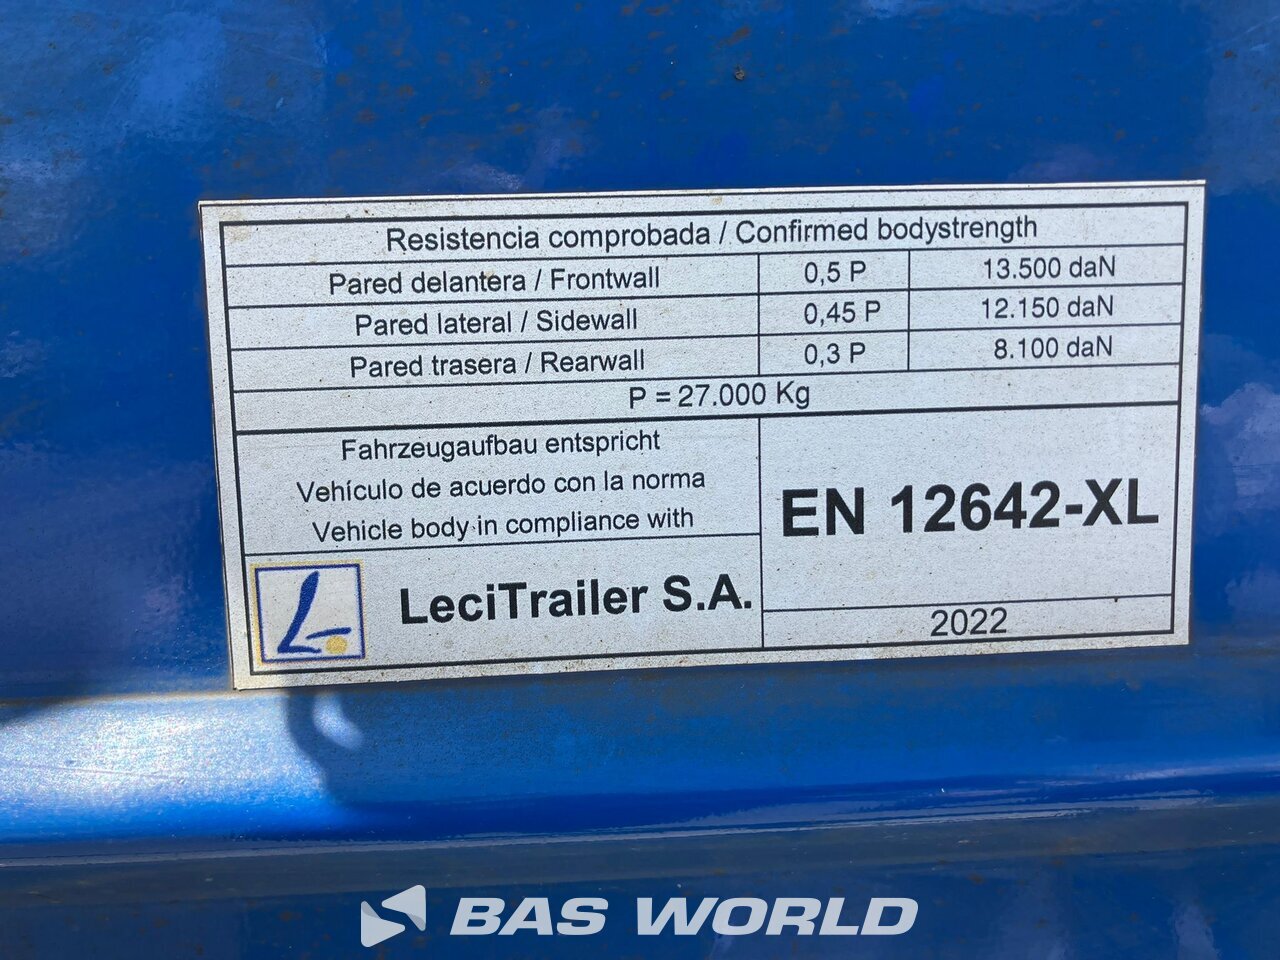 Resistencia comprobada / Confirmed bodystrength
Pared delantera / Frontwall 0,5 P 13.500 daN
Pared lateral / Sidewall 0,45 P 12.150 daN
Pared trasera / Rearwall 0,3 P 8.100 daN
P = 27.000 Kg
Fahrzeugaufbau entspricht
Vehículo de acuerdo con la norma
Vehicle body in compliance with
EN 12642-XL
LeciTrailer S.A.
2022
BAS WORLD